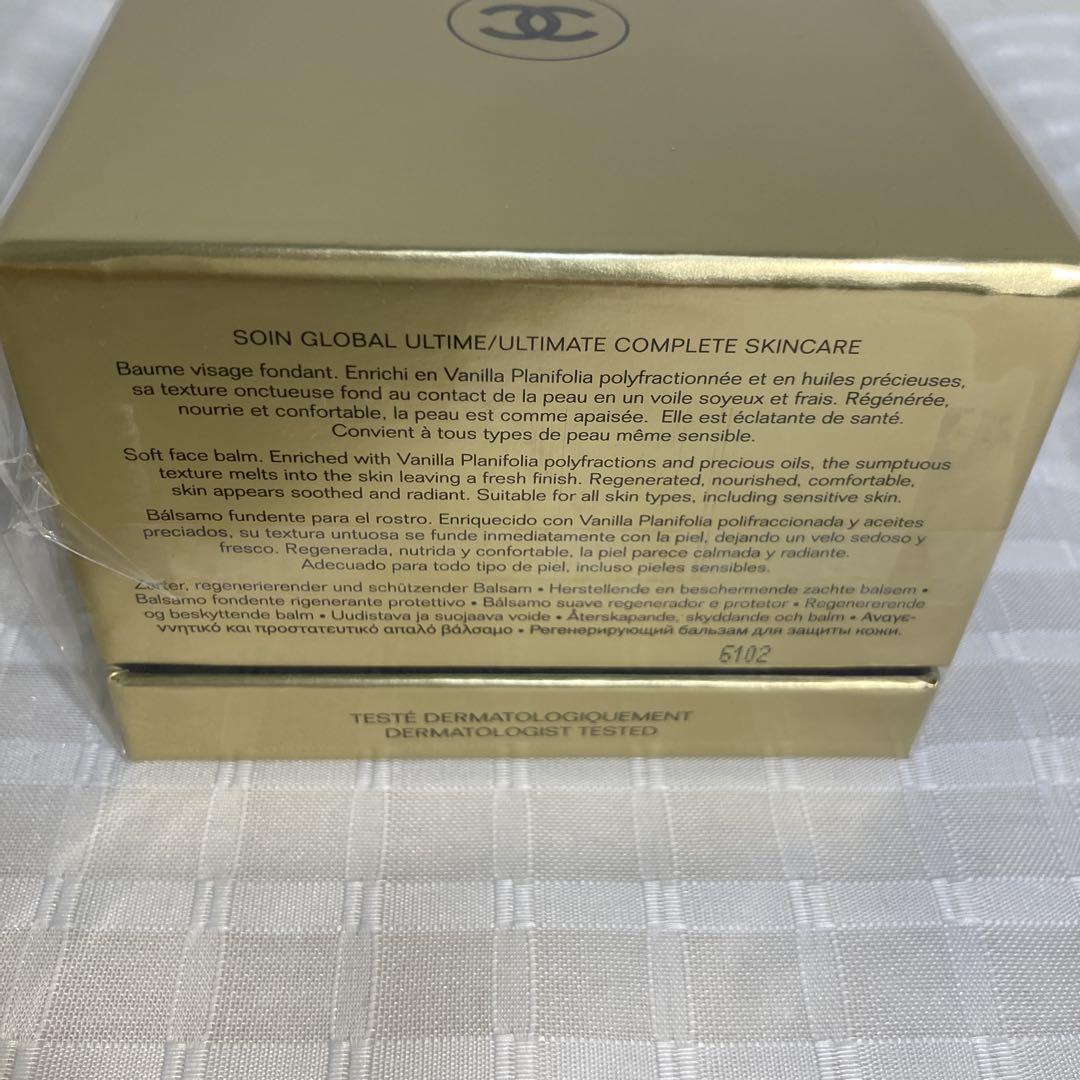 SOIN GLOBAL ULTIME/ULTIMATE COMPLETE SKINCARE
Baume visage fondant. Enrichi en Vanilla Planifolia polyfractionnée et en huiles précieuses,
sa texture onctueuse fond au contact de la peau en un voile soyeux et frais. Régénérée,
nourrie et confortable, la peau est comme apaisée. Elle est éclatante de santé.
Convient à tous types de peau même sensible.
Soft face balm. Enriched with Vanilla Planifolia polyfractions and precious oils, the sumptuous
texture melts into the skin leaving a fresh finish. Regenerated, nourished, comfortable,
skin appears soothed and radiant. Suitable for all skin types, including sensitive skin.
Bálsamo fundente para el rostro. Enriquecido con Vanilla Planifolia polifraccionada y aceites
preciados, su textura untuosa se funde inmediatamente con la piel, dejando un velo sedoso y
fresco. Regenerada, nutrida y confortable, la piel parece calmada y radiante.
Adecuado para todo tipo de piel, incluso pieles sensibles.
Zarter, regenerierender und schützender Balsam • Herstellende en beschermende zachte balsem •
Balsamo fondente rigenerante protettivo • Bálsamo suave regenerador e protetor • Regenererende
og beskyttende balm • Uudistava ja suojaava voide • Återskapande, skyddande och balm • Αναγε-
ννητικό και προστατευτικό απαλό βάλσαμο • Регенерирующий бальзам для защиты кожи.
6102
TESTÉ DERMATOLOGIQUEMENT
DERMATOLOGIST TESTED